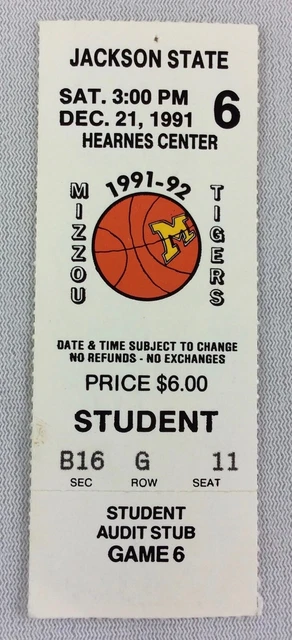 JACKSON STATE
SAT. 3:00 PM
DEC. 21, 1991
6
HEARNES CENTER
1991-92
MIZZOU
TIGERS
M
DATE & TIME SUBJECT TO CHANGE
NO REFUNDS - NO EXCHANGES
PRICE $6.00
STUDENT
B16 G 11
SEC ROW SEAT
STUDENT
AUDIT STUB
GAME 6